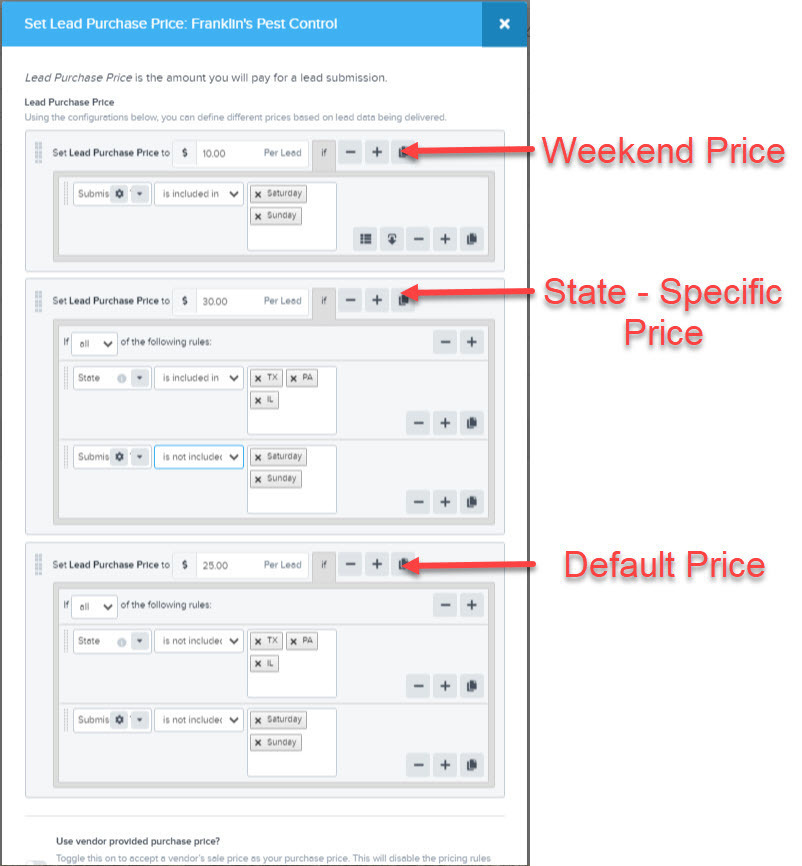 Set Lead Purchase Price: Franklin's Pest Control
Lead Purchase Price is the amount you will pay for a lead submission.
Lead Purchase Price
Using the configurations below, you can define different prices based on lead data being delivered.
Set Lead Purchase Price to $ 10.00 Per Lead if
Weekend Price
Submis is included in Saturday
Sunday
Set Lead Purchase Price to $ 30.00 Per Lead if
State - Specific
Price
If all of the following rules:
State is included in TX PA
IL
Submis is not included Saturday
Sunday
Set Lead Purchase Price to $ 25.00 Per Lead if
Default Price
If all of the following rules:
State is not included TX PA
IL
Submis is not included Saturday
Sunday
Use vendor provided purchase price?
Toggle this on to accept a vendor's sale price as your purchase price. This will disable the pricing rules